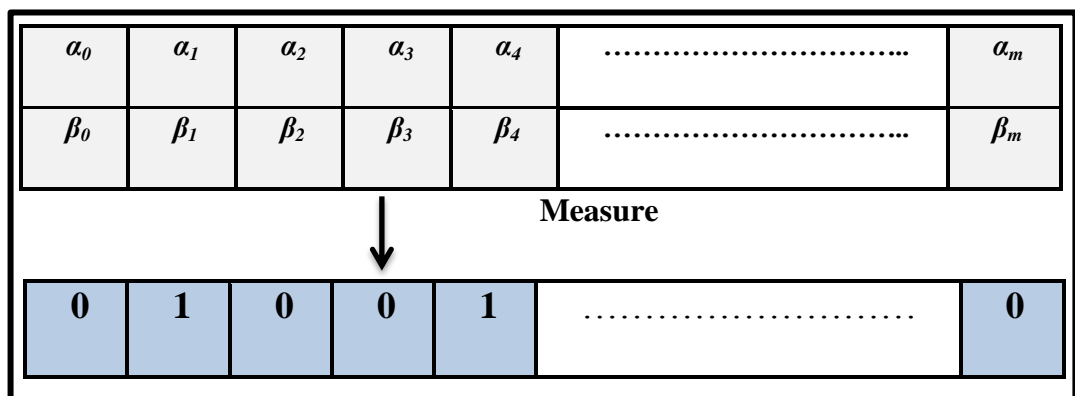 α0 α1 α2 α3 α4 ………………………….. αm
β0 β1 β2 β3 β4 ………………………….. βm
Measure
0 1 0 0 1 ........................... 0